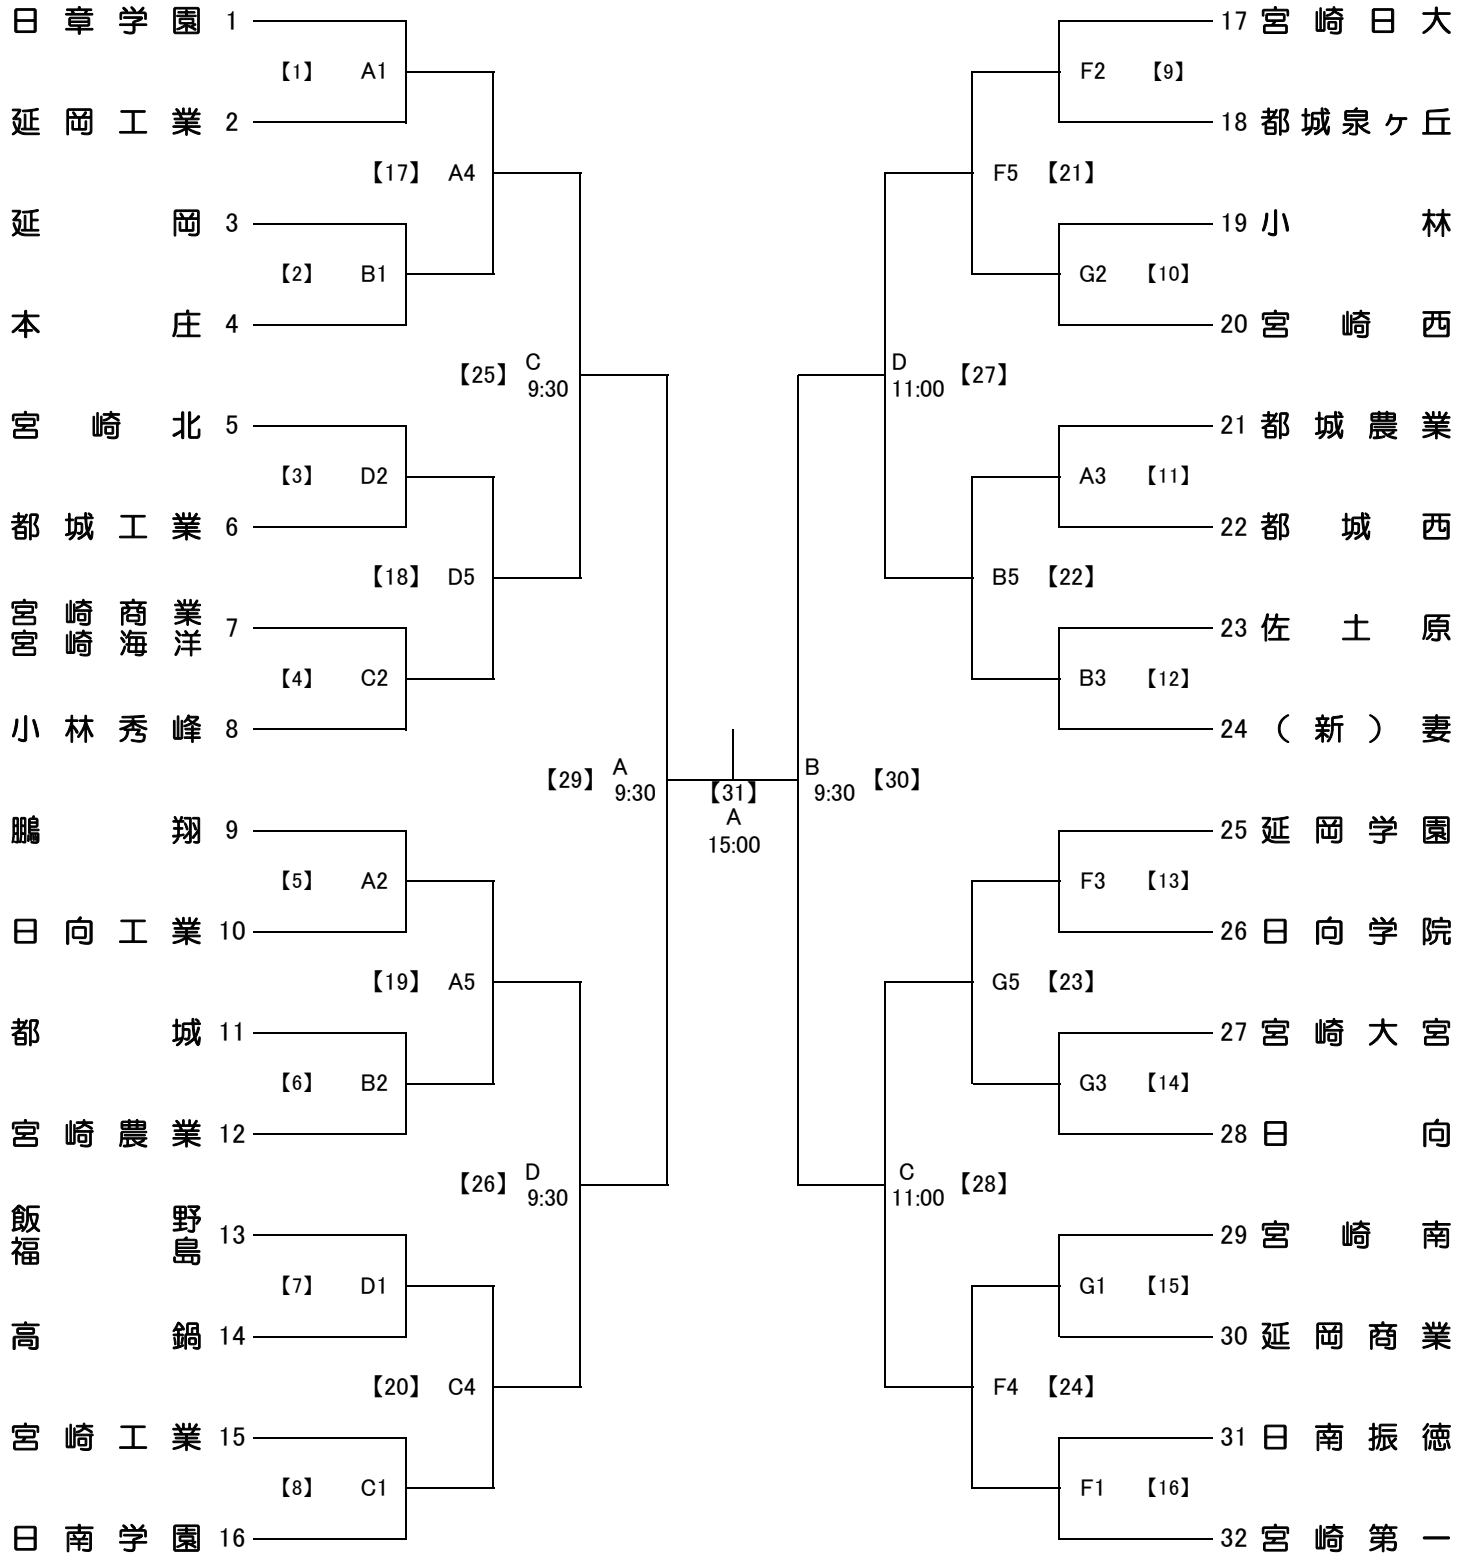 日章学園 1
【1】 A1
延岡工業 2
【17】 A4
延岡 3
【2】 B1
本庄 4
【25】 C
9:30
宮崎北 5
【3】 D2
都城工業 6
【18】 D5
宮崎商業
宮崎海洋 7
【4】 C2
小林秀峰 8
【29】 A
9:30
鵬翔 9
【5】 A2
日向工業 10
【19】 A5
都城 11
【6】 B2
宮崎農業 12
【26】 D
9:30
飯野
福島 13
【7】 D1
高鍋 14
【20】 C4
宮崎工業 15
【8】 C1
日南学園 16
【31】
A
15:00
17 宮崎日大
F2 【9】
18 都城泉ヶ丘
F5 【21】
19 小林
G2 【10】
20 宮崎西
D
11:00 【27】
21 都城農業
A3 【11】
22 都城西
B5 【22】
23 佐土原
B3 【12】
24 （新）妻
B
9:30 【30】
25 延岡学園
F3 【13】
26 日向学院
G5 【23】
27 宮崎大宮
G3 【14】
28 日向
C
11:00 【28】
29 宮崎南
G1 【15】
30 延岡商業
F4 【24】
31 日南振徳
F1 【16】
32 宮崎第一